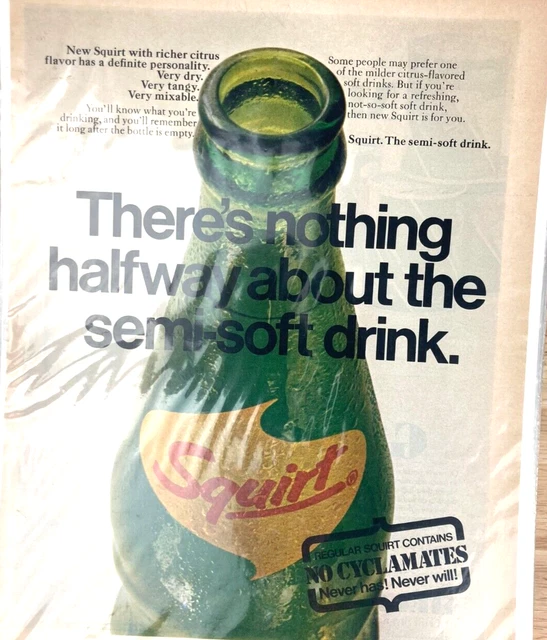 New Squirt with richer citrus
flavor has a definite personality.
Very dry.
Very tangy.
Very mixable.
You'll know what you're
drinking, and you'll remember
it long after the bottle is empty.
Some people may prefer one
of the milder citrus-flavored
soft drinks. But if you're
looking for a refreshing,
not-so-soft soft drink,
then new Squirt is for you.
Squirt. The semi-soft drink.
There's nothing
halfway about the
semi-soft drink.
Squirt®
REGULAR SQUIRT CONTAINS
NO CYCLAMATES
Never has! Never will!